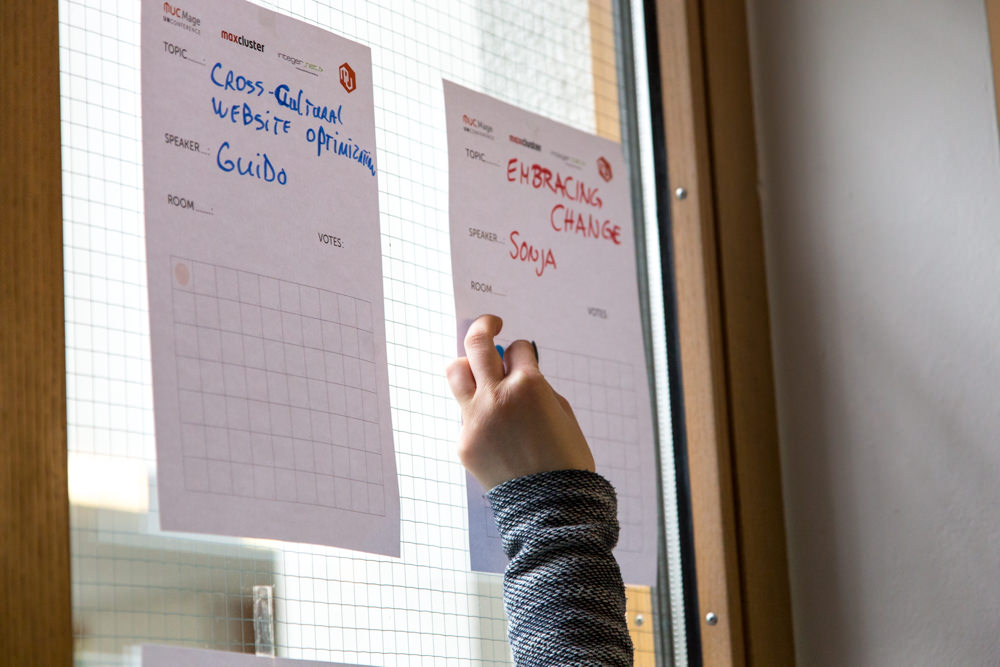 MUC.Mage
UNCONFERENCE
maxcluster
integer_net
TOPIC......:
CROSS-Cultural
WEBSITE OPTIMIZATION
SPEAKER...:
GUIDO
ROOM......:
VOTES:
MUC.Mage
UNCONFERENCE
maxcluster
integer_net
TOPIC......:
EMBRACING
CHANGE
SPEAKER...:
SONJA
ROOM......
VOTES: